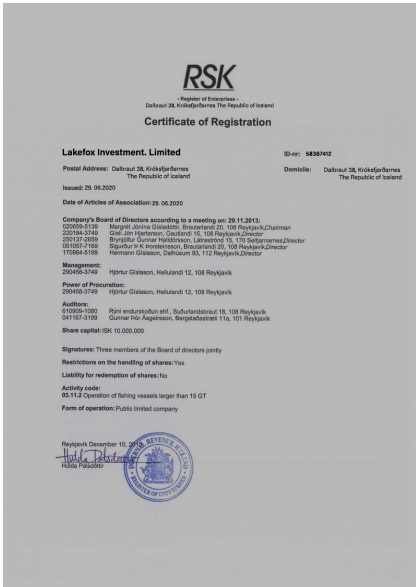 RSK
- Register of Enterprises -
Dalbraut 38, Króksfjarðarnes The Republic of Iceland
Certificate of Registration
Lakefox Investment. Limited
ID-nr: 58367412
Postal Address: Dalbraut 38, Króksfjarðarnes
The Republic of Iceland
Domicile: Dalbraut 38, Króksfjarðarnes
The Republic of Iceland
Issued: 29. 06.2020
Date of Articles of Association: 29. 06.2020
Company's Board of Directors according to a meeting on: 29.11.2013:
020659-5139 Margrét Jónína Gísladóttir, Brautarlandi 20, 108 Reykjavík,Chairman
220184-3749 Gísli Jón Hjartarson, Gautlandi 15, 108 Reykjavík,Director
250137-2659 Brynjólfur Gunnar Halldórsson, Látraströnd 15, 170 Seltjarnarnes,Director
051057-7189 Sigurður Þ K Þorsteinsson, Brautarlandi 20, 108 Reykjavík,Director
170964-5199 Hermann Gíslason, Dalhúsum 93, 112 Reykjavík,Director
Management:
290458-3749 Hjörtur Gíslason, Hellulandi 12, 108 Reykjavík
Power of Procuration:
290458-3749 Hjörtur Gíslason, Hellulandi 12, 108 Reykjavík
Auditors:
610909-1080 Rýni endurskoðun ehf., Suðurlandsbraut 18, 108 Reykjavík
041167-3199 Gunnar Þór Ásgeirsson, Bergstaðastræti 11a, 101 Reykjavík
Share capital: ISK 10.000.000
Signatures: Three members of the Board of directors jointly
Restrictions on the handling of shares: Yes
Liability for redemption of shares: No
Activity code:
03.11.2 Operation of fishing vessels larger than 15 GT
Form of operation: Public limited company
Reykjavík December 10,
Hulda Pálsdóttir
INTERNAL REVENUE ICELAND
REGISTER OF ENTERPRISES